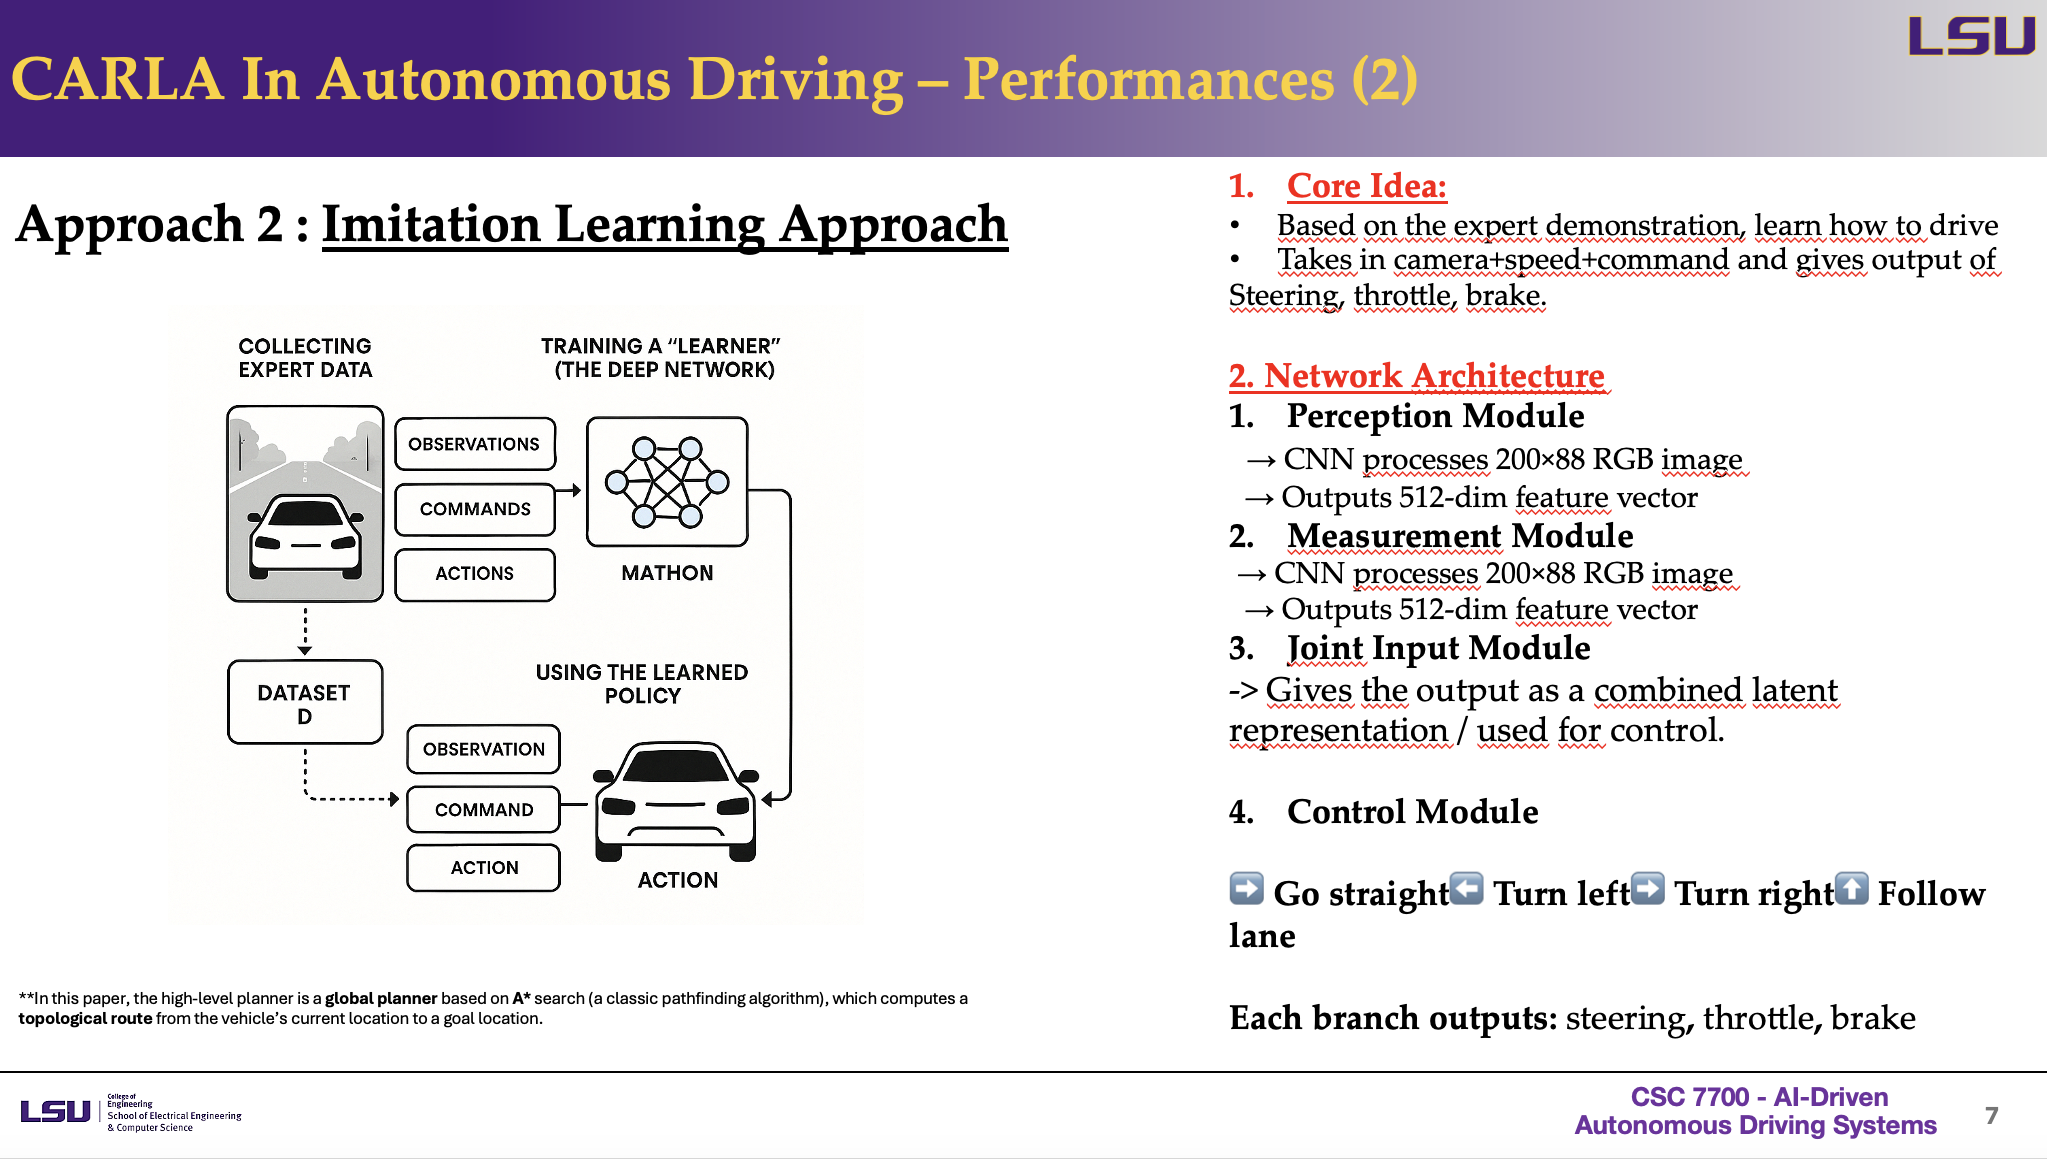 CARLA In Autonomous Driving – Performances (2)
LSU
Approach 2 : Imitation Learning Approach
COLLECTING
EXPERT DATA
TRAINING A “LEARNER”
(THE DEEP NETWORK)
OBSERVATIONS
COMMANDS
ACTIONS
MATHON
DATASET
D
USING THE LEARNED
POLICY
OBSERVATION
COMMAND
ACTION
ACTION
**In this paper, the high-level planner is a global planner based on A* search (a classic pathfinding algorithm), which computes a
topological route from the vehicle’s current location to a goal location.
1. Core Idea:
• Based on the expert demonstration, learn how to drive
• Takes in camera+speed+command and gives output of
Steering, throttle, brake.
2. Network Architecture
1. Perception Module
→ CNN processes 200×88 RGB image
→ Outputs 512-dim feature vector
2. Measurement Module
→ CNN processes 200×88 RGB image
→ Outputs 512-dim feature vector
3. Joint Input Module
-> Gives the output as a combined latent
representation / used for control.
4. Control Module
➡️ Go straight⬅️ Turn left➡️ Turn right⬆️ Follow
lane
Each branch outputs: steering, throttle, brake
LSU
College of
Engineering
School of Electrical Engineering
& Computer Science
CSC 7700 - AI-Driven
Autonomous Driving Systems
7